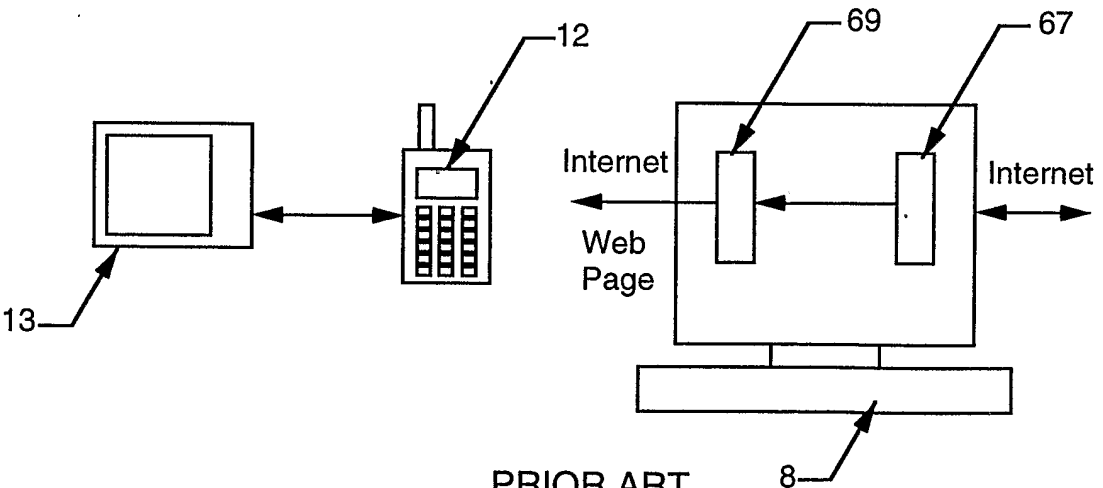 12
69
67
Internet
Internet
Web
Page
13
PRIOR ART
8